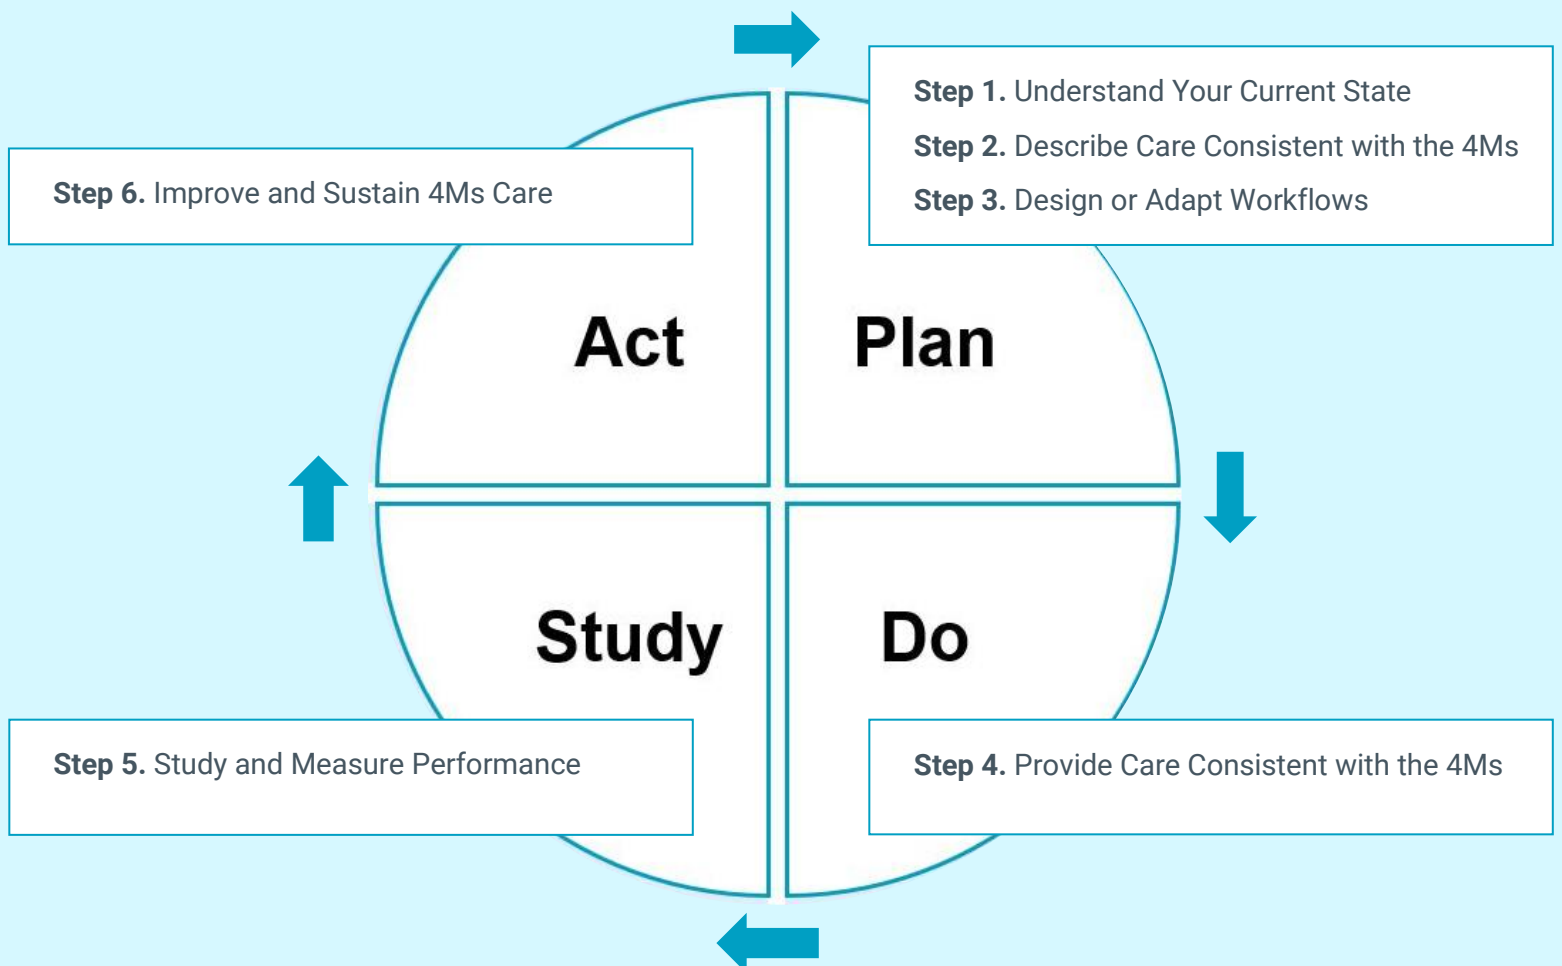 Step 1. Understand Your Current State
Step 2. Describe Care Consistent with the 4Ms
Step 3. Design or Adapt Workflows
Step 6. Improve and Sustain 4Ms Care
Act
Plan
Study
Do
Step 5. Study and Measure Performance
Step 4. Provide Care Consistent with the 4Ms